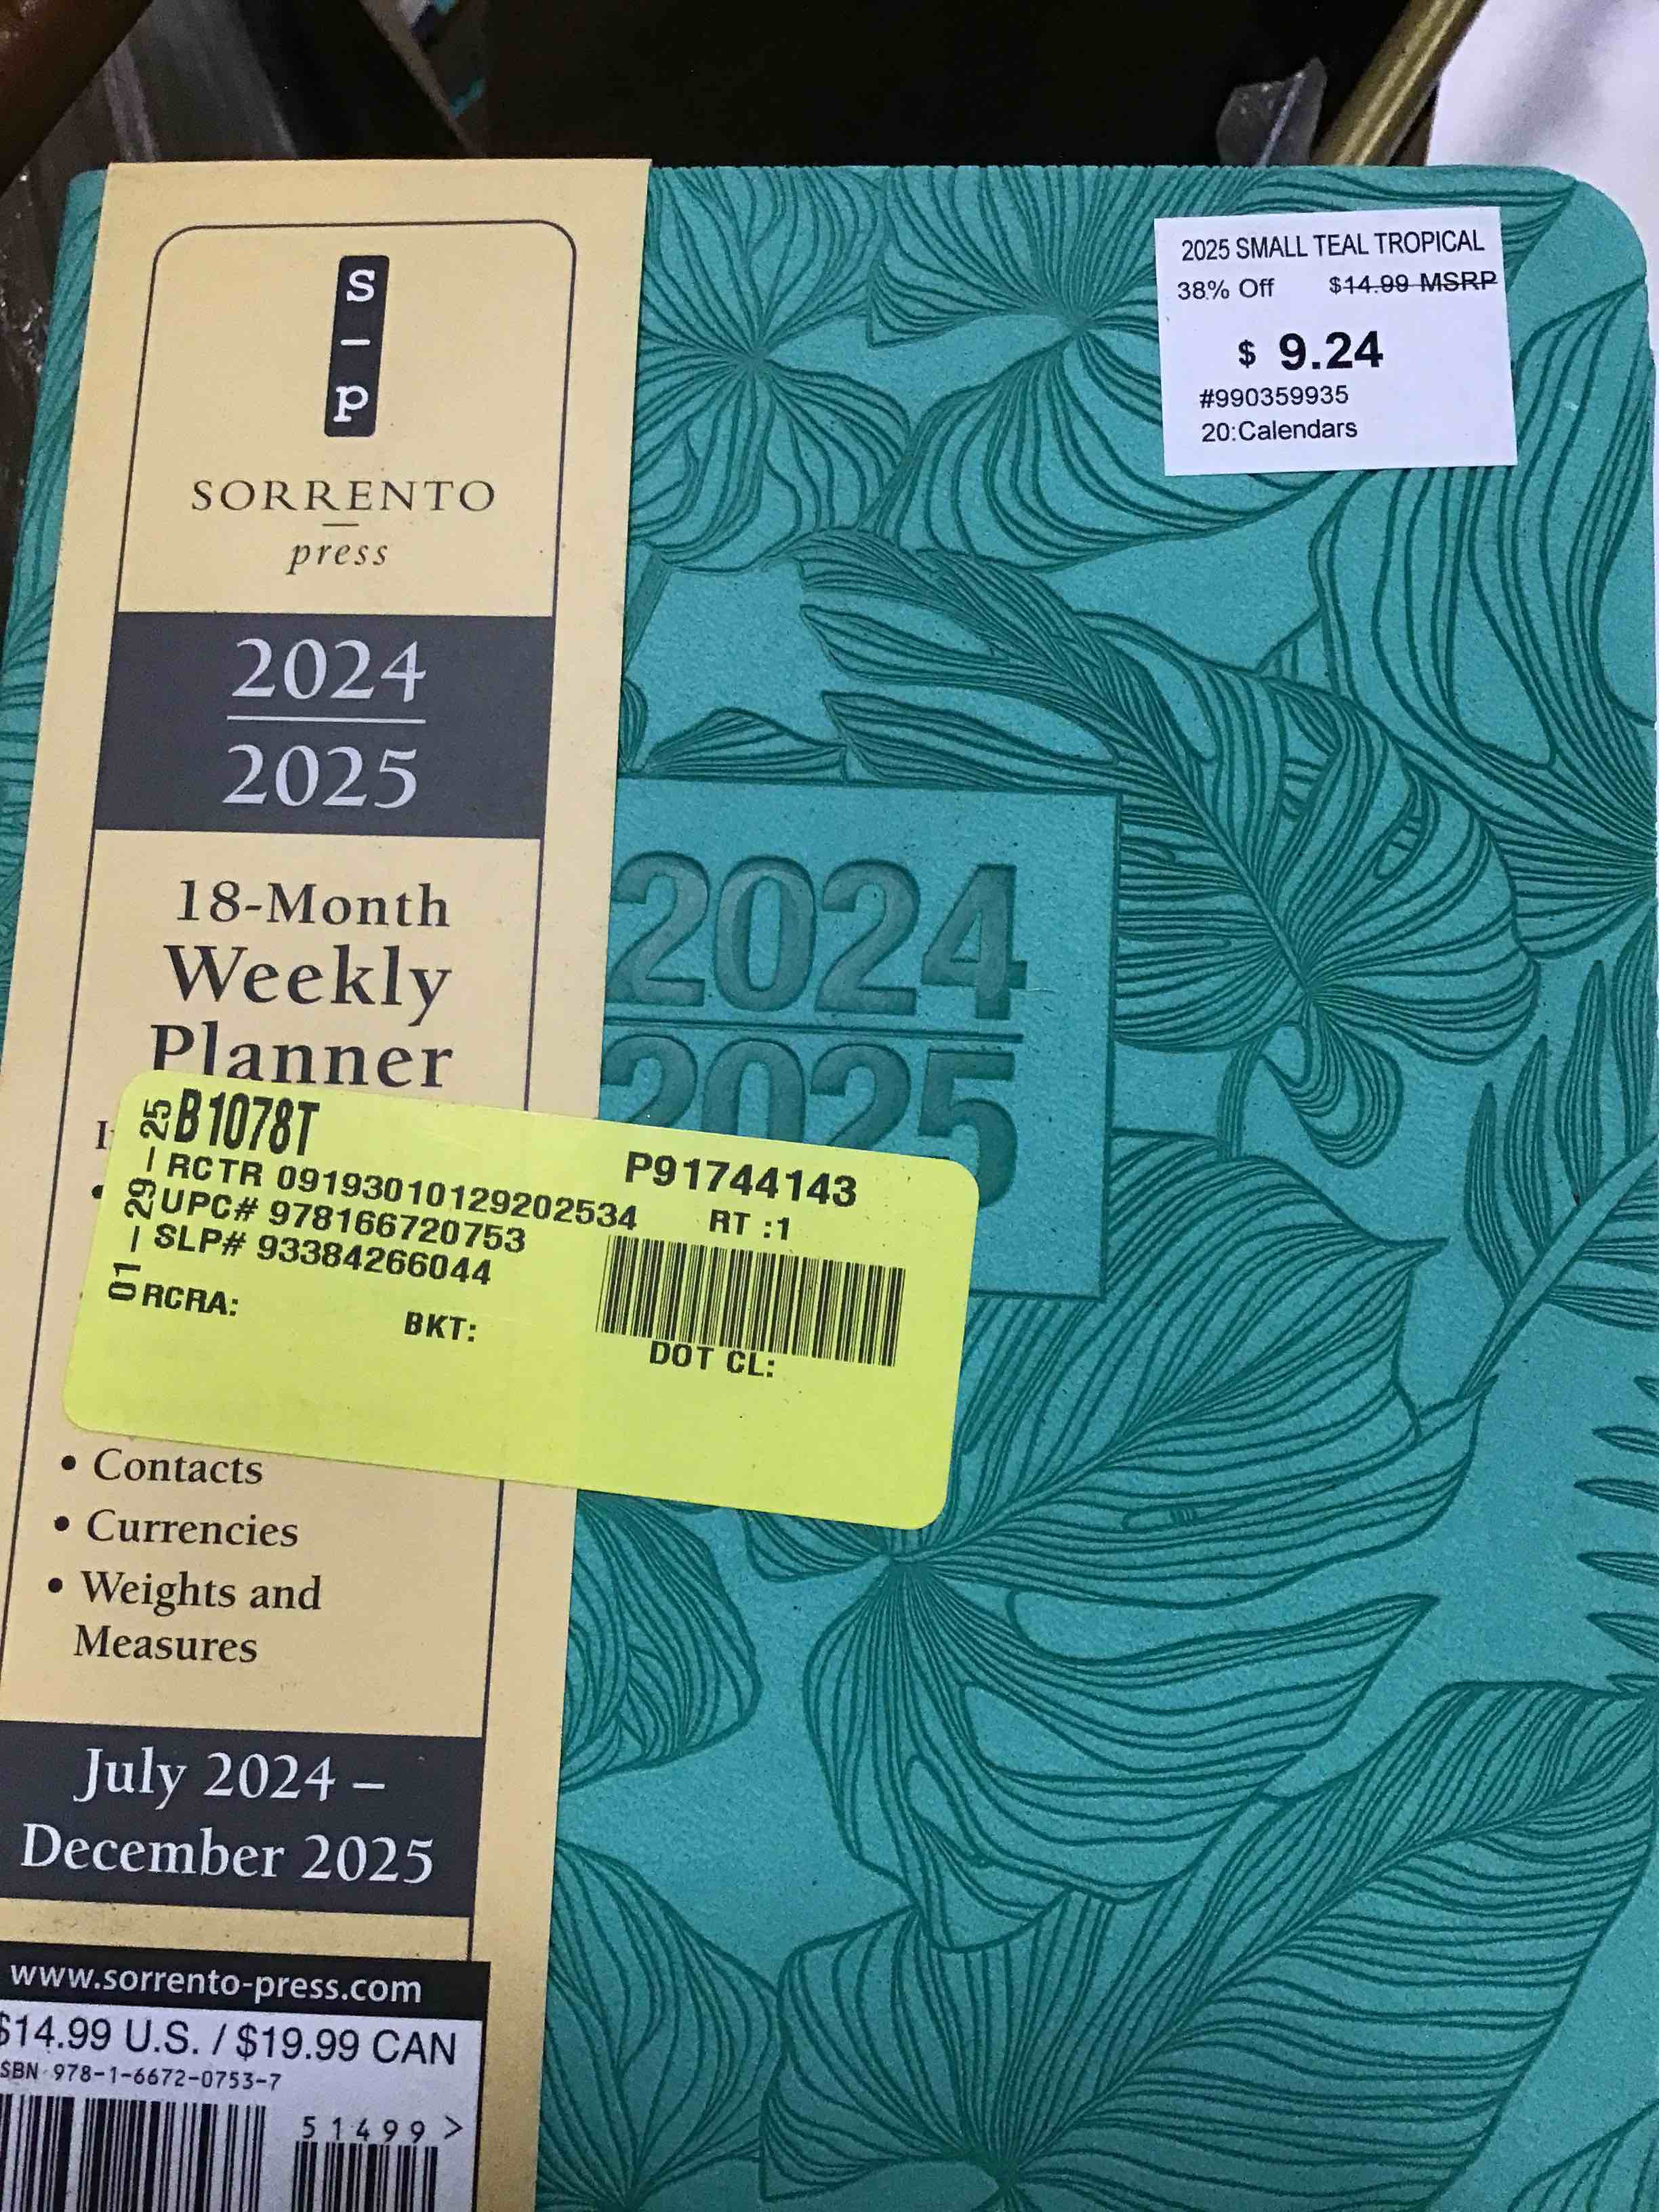 S
–
P
SORRENTO
press
2024
2025
18-Month
Weekly
Planner
2025 SMALL TEAL TROPICAL
38% Off $14.99 MSRP
$ 9.24
#990359935
20:Calendars
2024
2025
01-29-25
B1078T
P91744143
RCTR 09193010129202534
RT :1
UPC# 978166720753
SLP# 93384266044
RCRA:
BKT:
DOT CL:
• Contacts
• Currencies
• Weights and
Measures
July 2024 –
December 2025
www.sorrento-press.com
$14.99 U.S. / $19.99 CAN
SBN 978-1-6672-0753-7
51499>